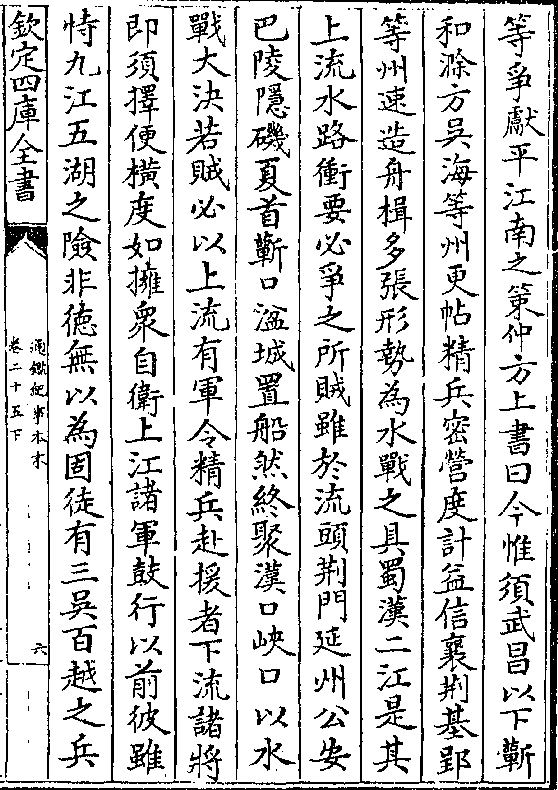 等爭獻平江南之策仲方上書曰今惟須武昌以下蘄
和滁方吳海等州更帖精兵密營度計益信襄荆基郢
等州速造舟楫多張形勢為水戰之具蜀漢二江是其
上流水路衝要必爭之所賊雖於流頭荆門延州公安
巴陵隱磯夏首蘄口湓城置船然終聚漢口峽口以水
戰大決若賊必以上流有軍令精兵赴援者下流諸將
即須擇便橫度如擁衆自衛上江諸軍鼓行以前彼雖
恃九江五湖之險非德無以為固徒有三吳百越之兵
欽定四庫全書
通鑑紀事本末
卷二十五下
六